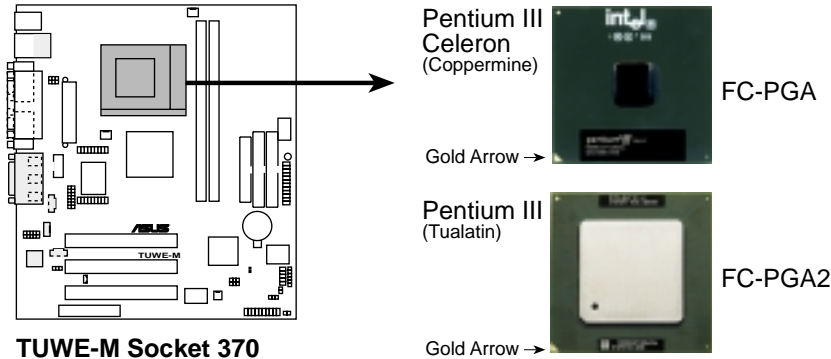 Pentium III
Celeron
(Coppermine)
intel
FC-PGA
Gold Arrow
Pentium III
(Tualatin)
FC-PGA2
Gold Arrow
ASUS
TUWE-M
TUWE-M Socket 370